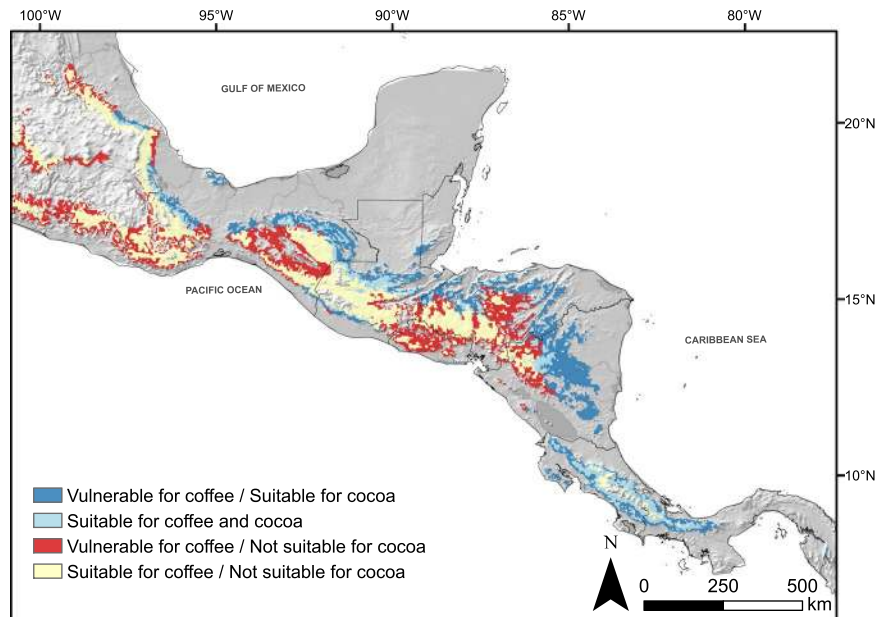 100°W 95°W 90°W 85°W 80°W
GULF OF MEXICO
20°N
PACIFIC OCEAN
15°N
CARIBBEAN SEA
10°N
Vulnerable for coffee / Suitable for cocoa
Suitable for coffee and cocoa
Vulnerable for coffee / Not suitable for cocoa
Suitable for coffee / Not suitable for cocoa
N
0 250 500
km